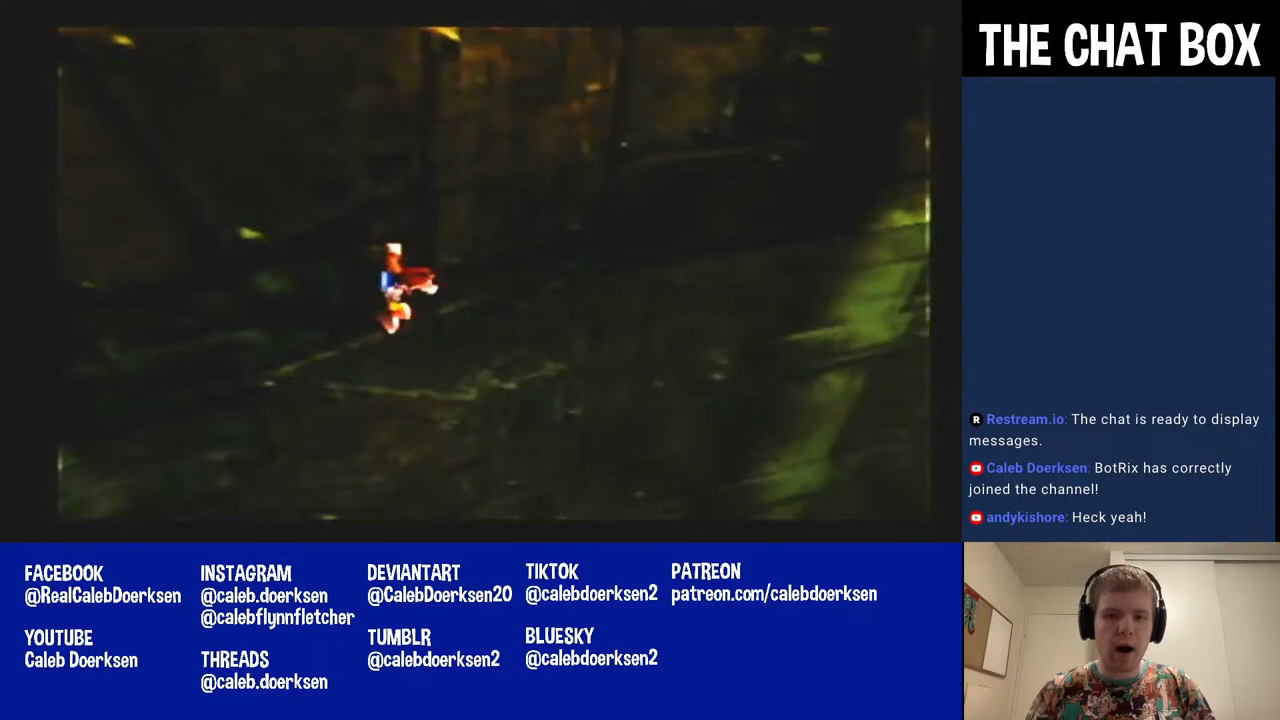 THE CHAT BOX
Restream.io: The chat is ready to display
messages.
Caleb Doerksen: BotRix has correctly
joined the channel!
andykishore: Heck yeah!
FACEBOOK
@RealCalebDoerksen
YOUTUBE
Caleb Doerksen
INSTAGRAM
@caleb.doerksen
@calebflynnfletcher
THREADS
@caleb.doerksen
DEVIANTART
@CalebDoerksen20
TUMBLR
@calebdoerksen2
TIKTOK
@calebdoerksen2
BLUESKY
@calebdoerksen2
PATREON
patreon.com/calebdoerksen